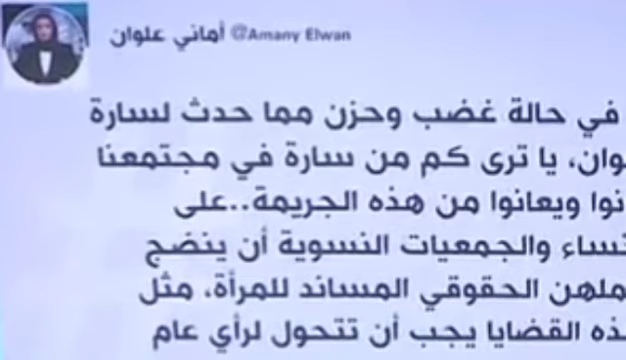 أماني علوان @Amany Elwan
في حالة غضب وحزن مما حدث لسارة
يا ترى كم من سارة في مجتمعنا
ويعانوا من هذه الجريمة..على
والجمعيات النسوية أن ينضج
الحقوقي المساند للمرأة، مثل
القضايا يجب أن تتحول لرأي عام